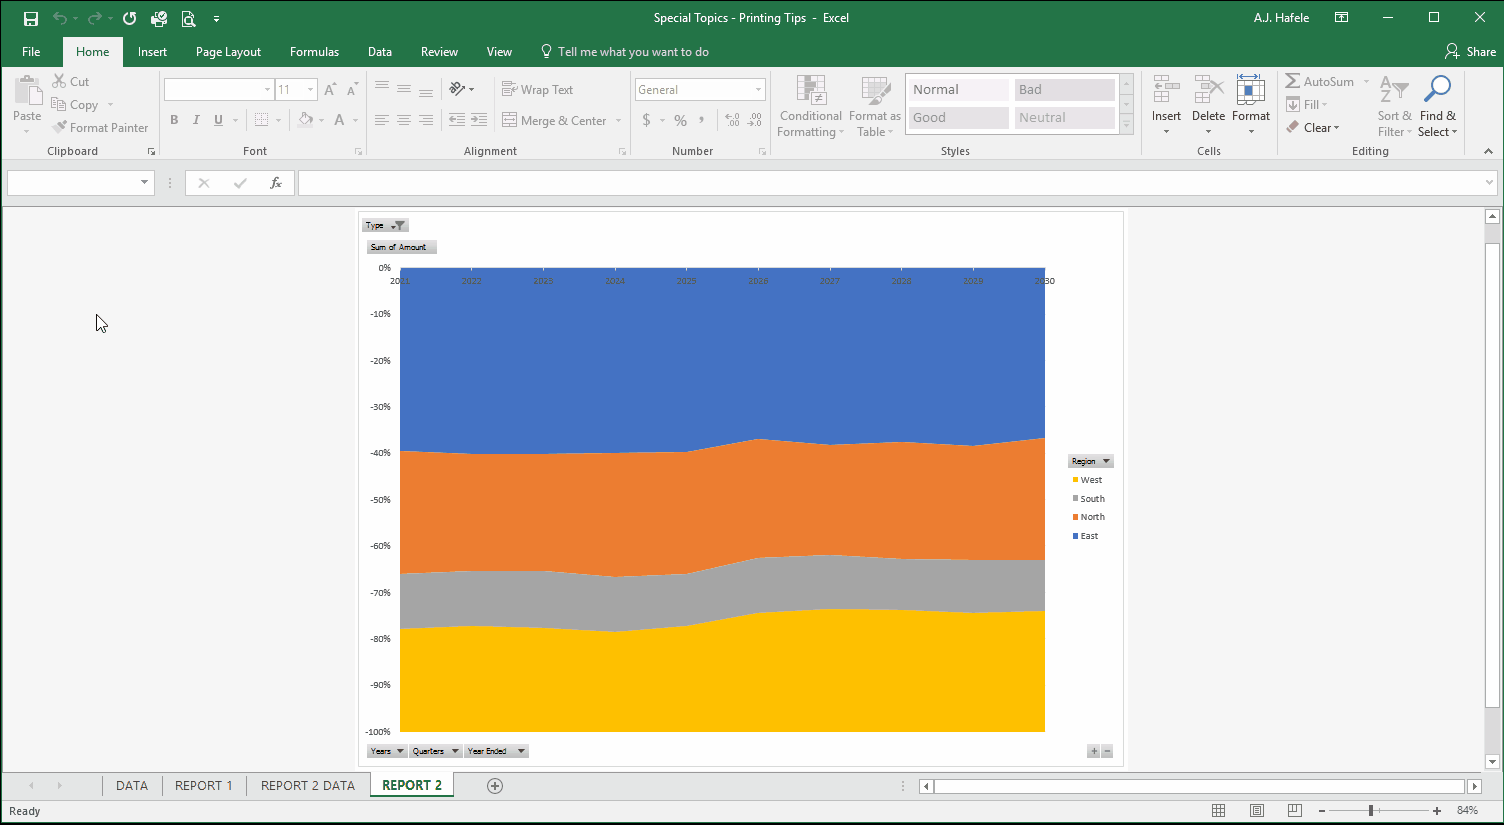 Special Topics - Printing Tips - Excel
A.J. Hafele
File Home Insert Page Layout Formulas Data Review View Tell me what you want to do
Share
Paste
Cut
Copy
Format Painter
Clipboard
11 A A
B I U A
Font
Wrap Text
Merge & Center
Alignment
General
$ % ,
Number
Conditional Formatting
Format as Table
Normal Bad
Good Neutral
Styles
Insert Delete Format
Cells
AutoSum
Fill
Clear
Sort & Filter
Find & Select
Editing
fx
Type
Sum of Amount
0%
2021 2022 2023 2024 2025 2026 2027 2028 2029 2030
-10%
-20%
-30%
-40%
-50%
-60%
-70%
-80%
-90%
-100%
Region
West
South
North
East
Years Quarters Year Ended
+ −
DATA REPORT 1 REPORT 2 DATA REPORT 2
Ready
84%